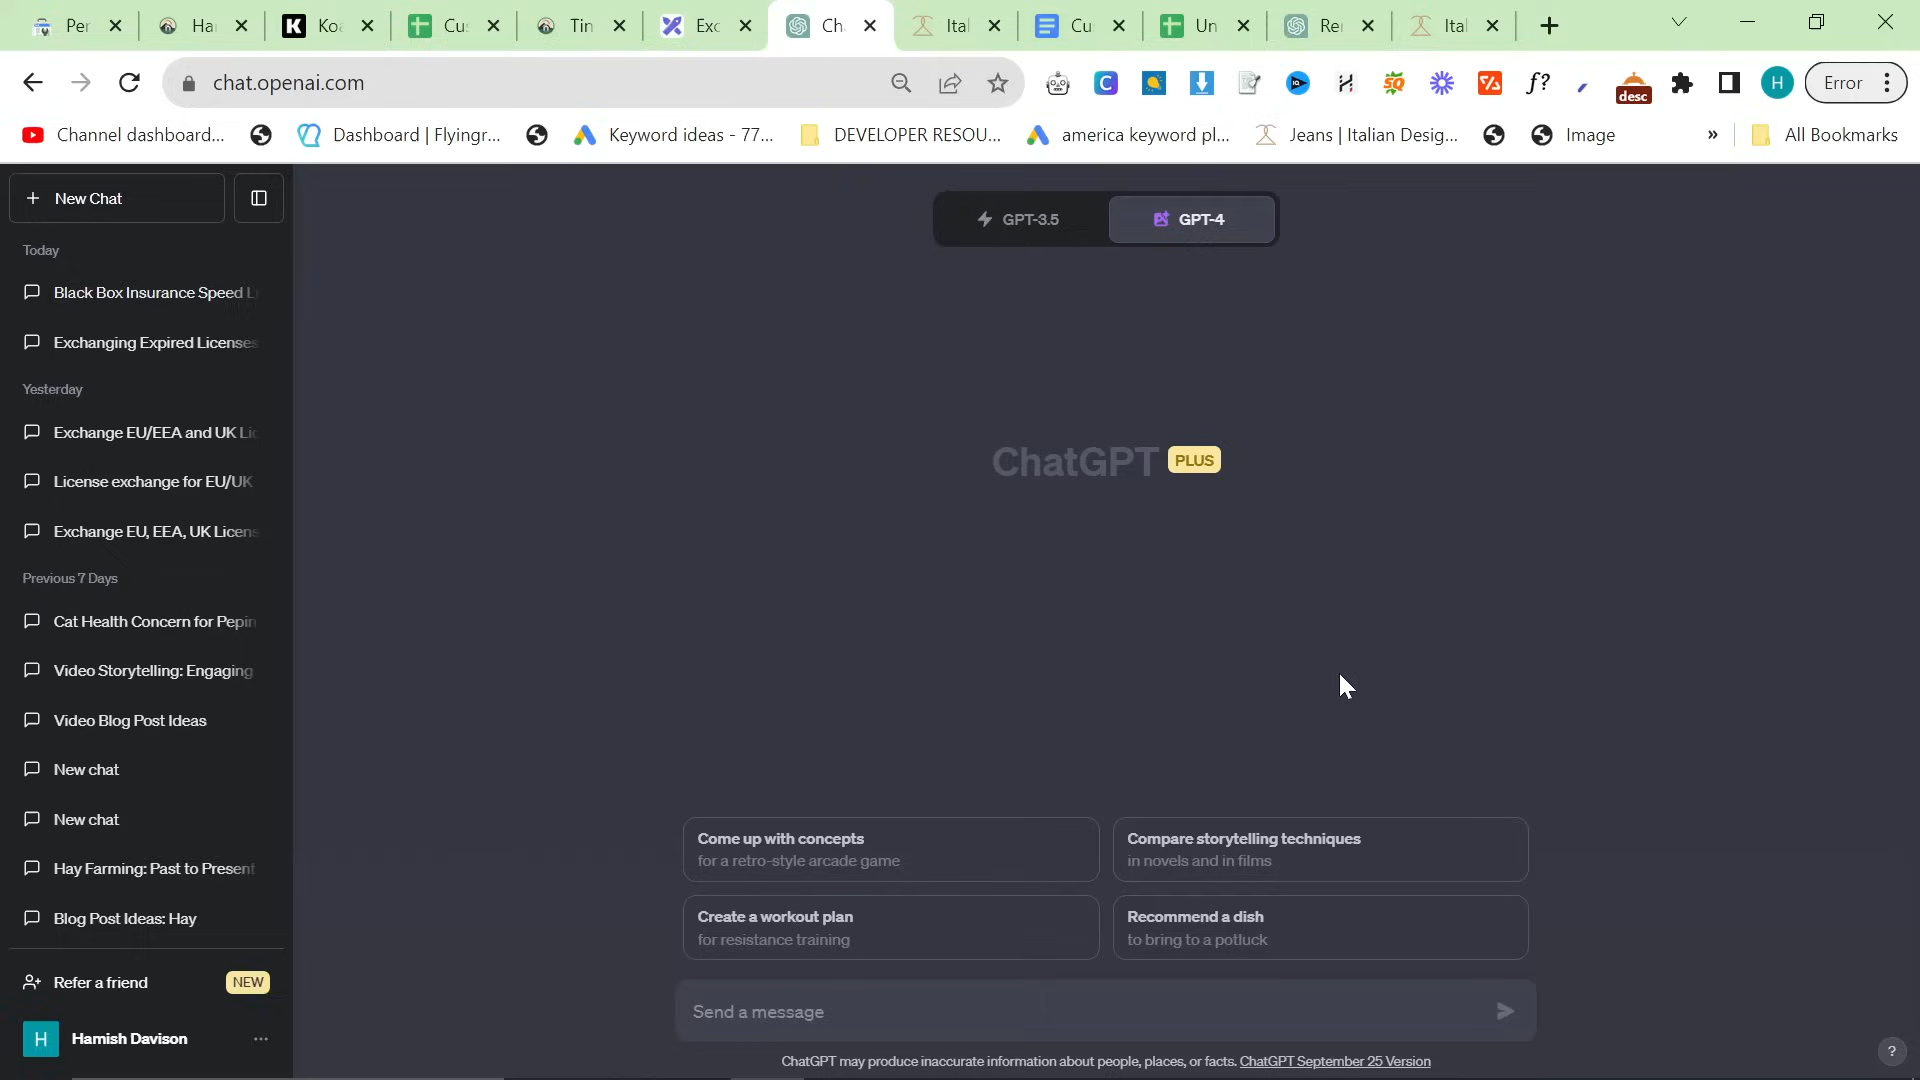 Per
Ha
Ko
Cu
Tin
Exc
Ch
Ital
Cu
Un
Re
Ital
chat.openai.com
desc
H
Error
Channel dashboard...
Dashboard | Flyingr...
Keyword ideas - 77...
DEVELOPER RESOU...
america keyword pl...
Jeans | Italian Desig...
Image
»
All Bookmarks
+ New Chat
GPT-3.5
GPT-4
Today
Black Box Insurance Speed L
Exchanging Expired Licenses
Yesterday
Exchange EU/EEA and UK Lic
License exchange for EU/UK
Exchange EU, EEA, UK Licens
Previous 7 Days
Cat Health Concern for Pepin
Video Storytelling: Engaging
Video Blog Post Ideas
New chat
New chat
Hay Farming: Past to Present
Blog Post Ideas: Hay
Refer a friend NEW
H Hamish Davison ...
ChatGPT PLUS
Come up with concepts
for a retro-style arcade game
Compare storytelling techniques
in novels and in films
Create a workout plan
for resistance training
Recommend a dish
to bring to a potluck
Send a message
ChatGPT may produce inaccurate information about people, places, or facts. ChatGPT September 25 Version
?